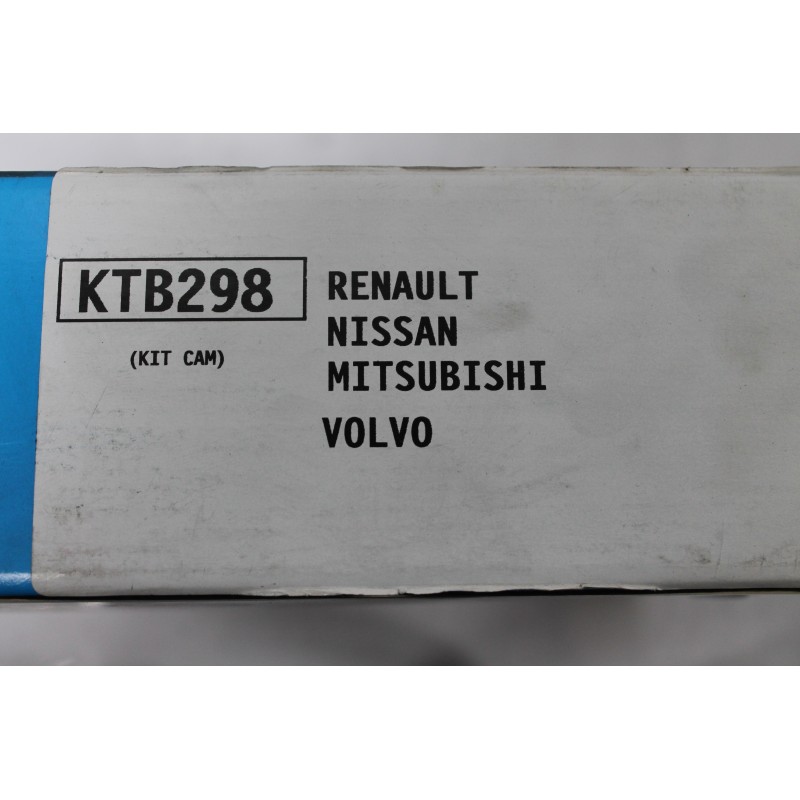 KTB298
(KIT CAM)
RENAULT
NISSAN
MITSUBISHI
VOLVO